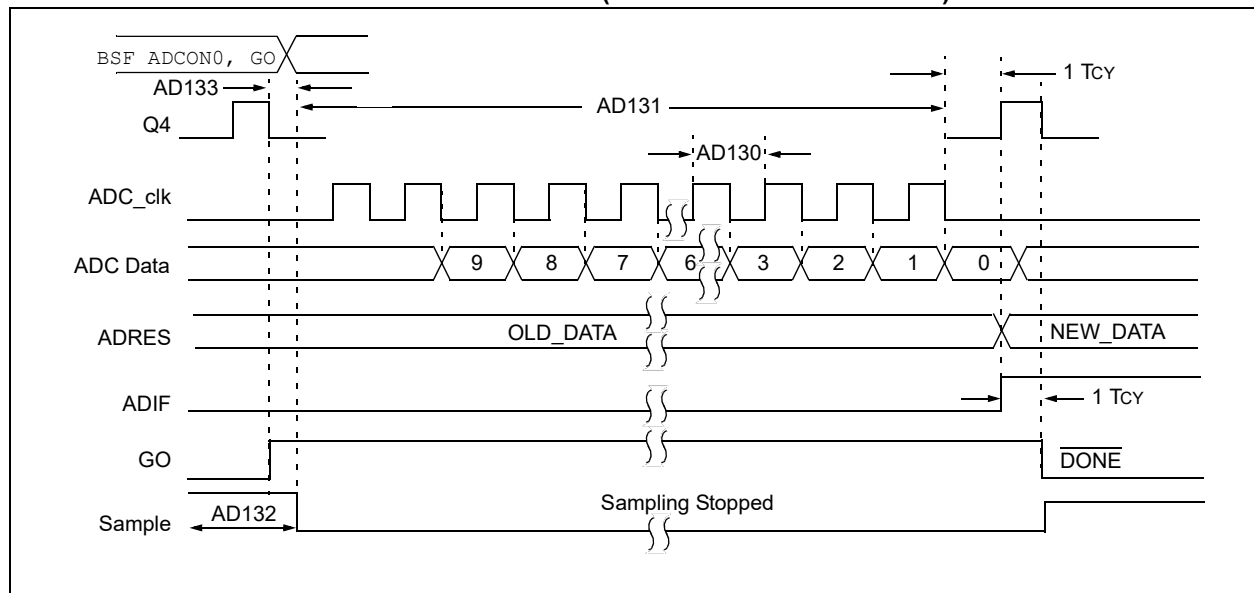 BSF ADCON0, GO
1 TCY
AD133
AD131
Q4
AD130
ADC_clk
ADC Data 9 8 7 6 3 2 1 0
ADRES OLD_DATA NEW_DATA
ADIF 1 TCY
GO DONE
Sampling Stopped
AD132
Sample